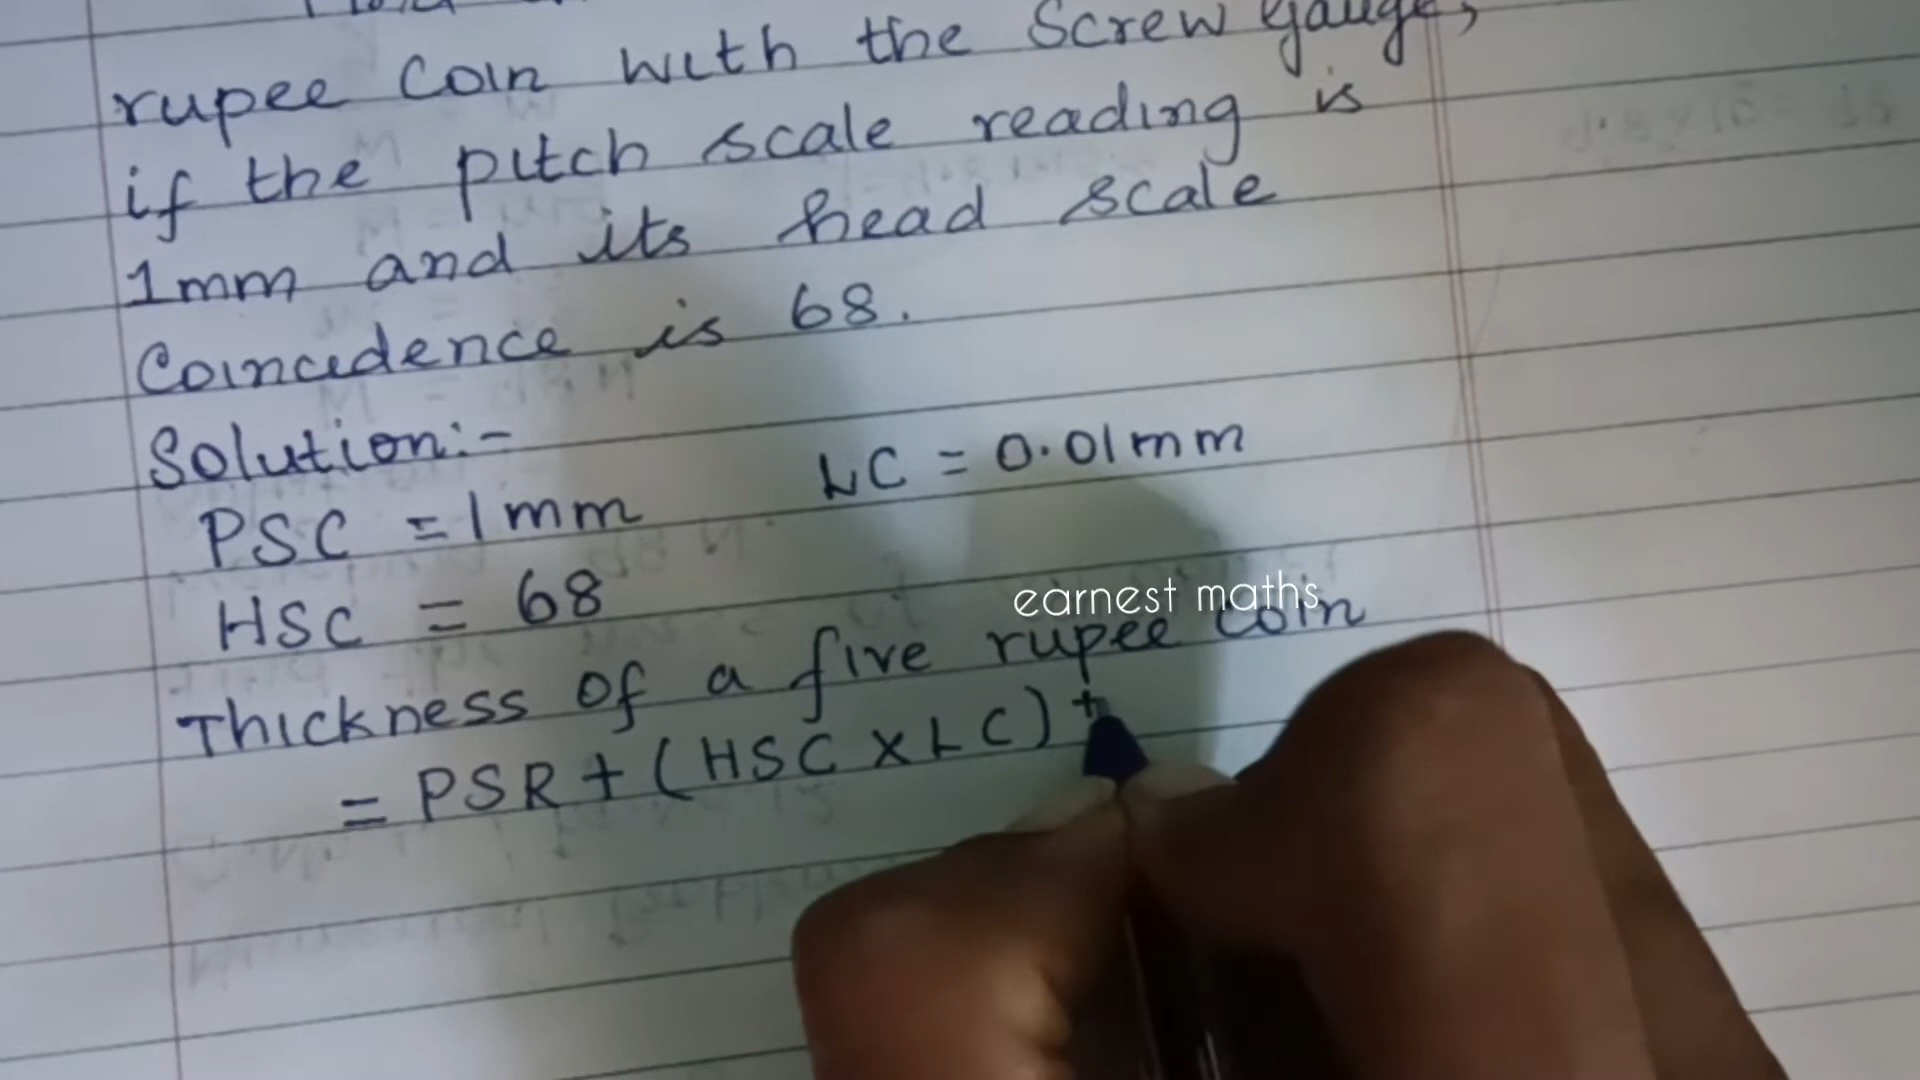 rupee Coin with the Screw gauge,
if the pitch scale reading is
1mm and its head scale
Coincidence is 68.
Solution:-
PSC = 1mm LC = 0.01mm
HSC = 68
earnest maths
Thickness of a five rupee coin
= PSR + (HSC X LC) +